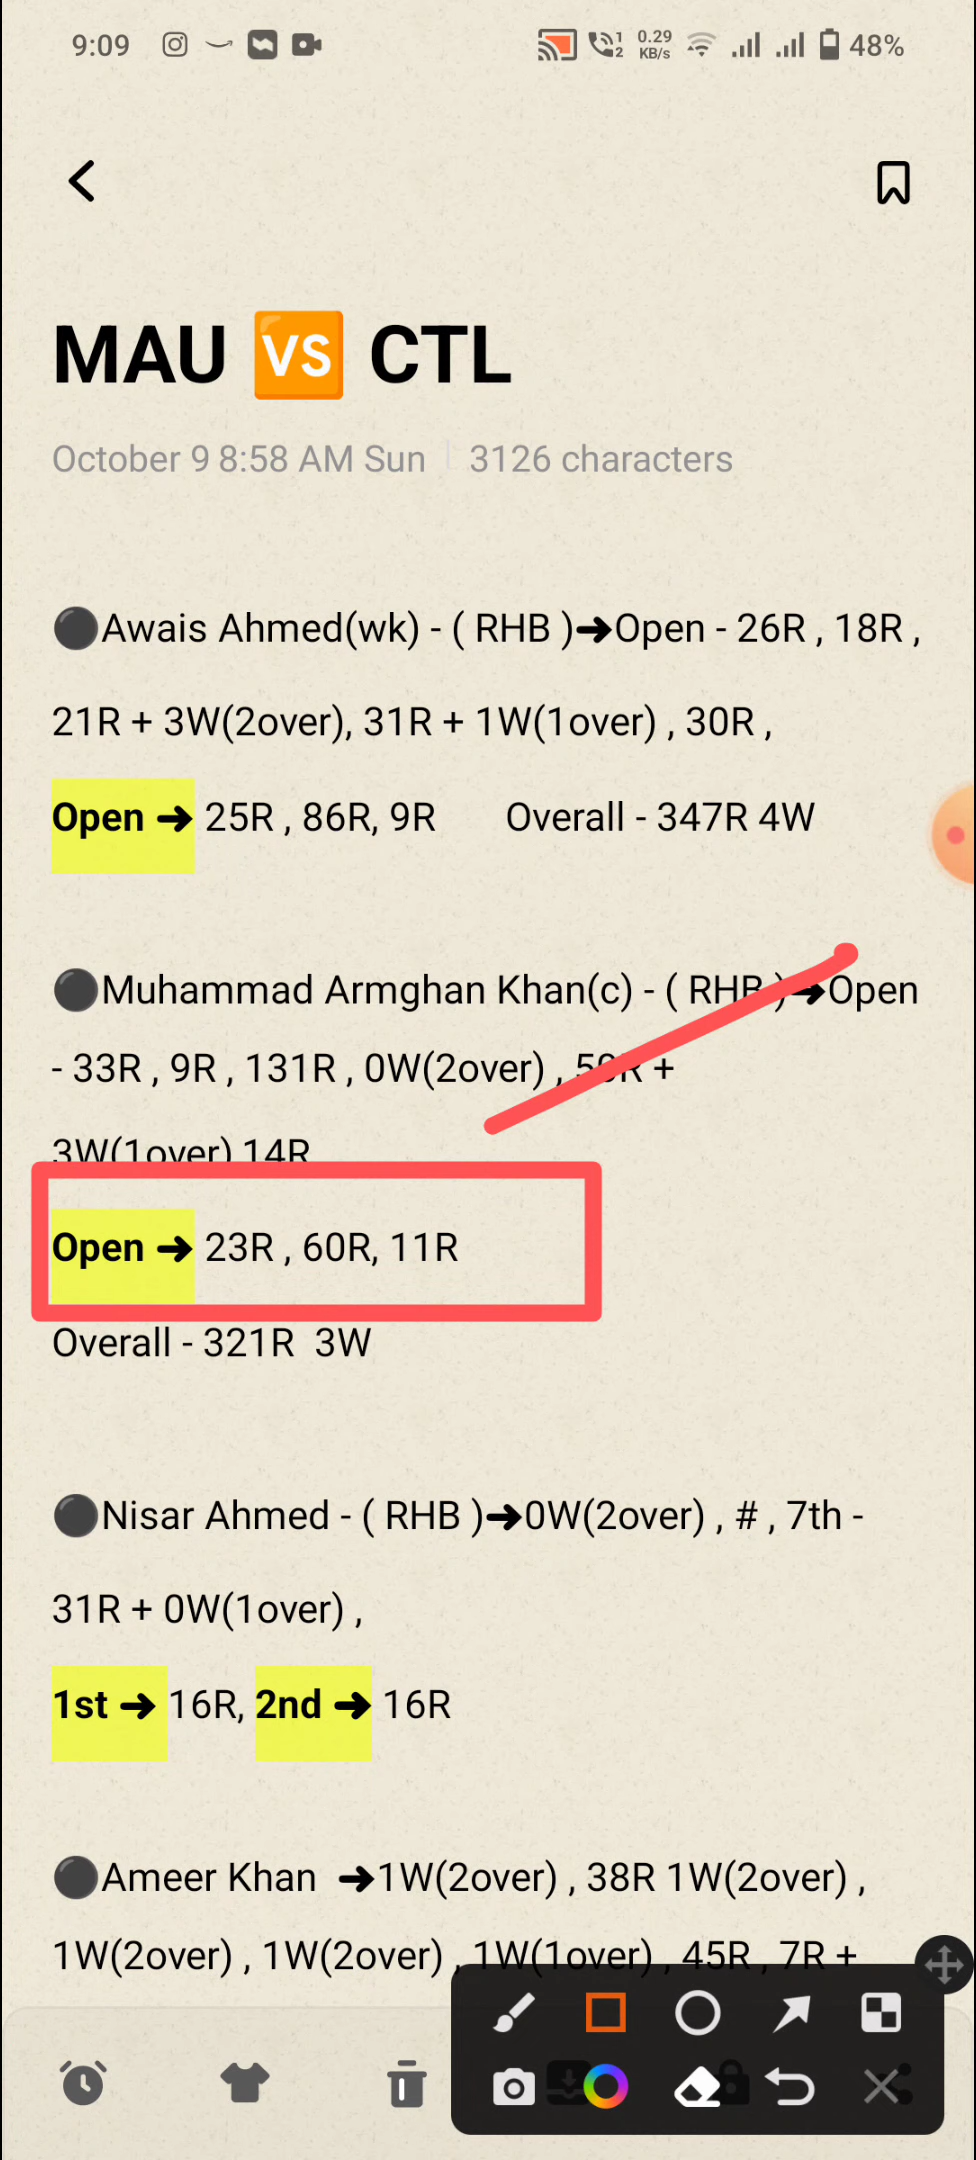 9:09 1 2 0.29 KB/s 48%
MAU VS CTL
October 9 8:58 AM Sun 3126 characters
Awais Ahmed(wk) - ( RHB )➔Open - 26R , 18R ,
21R + 3W(2over), 31R + 1W(1over) , 30R ,
Open ➔ 25R , 86R, 9R Overall - 347R 4W
Muhammad Armghan Khan(c) - ( RHB )➔Open
- 33R , 9R , 131R , 0W(2over) , +
3W(1over) 14R
Open ➔ 23R , 60R, 11R
Overall - 321R 3W
Nisar Ahmed - ( RHB )➔0W(2over) , # , 7th -
31R + 0W(1over) ,
1st ➔ 16R, 2nd ➔ 16R
Ameer Khan ➔1W(2over) , 38R 1W(2over) ,
1W(2over) , 1W(2over) , 1W(1over) , 45R , 7R +